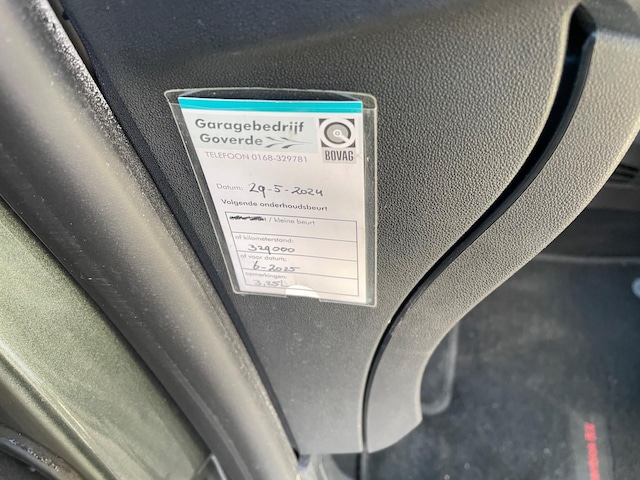 Garagebedrijf
Goverde
BOVAG
TELEFOON 0168-329781
Datum: 29-5-2024
Volgende onderhoudsbeurt
/ kleine beurt
of kilometerstand:
329000
of voor datum:
6-2025
opmerkingen: